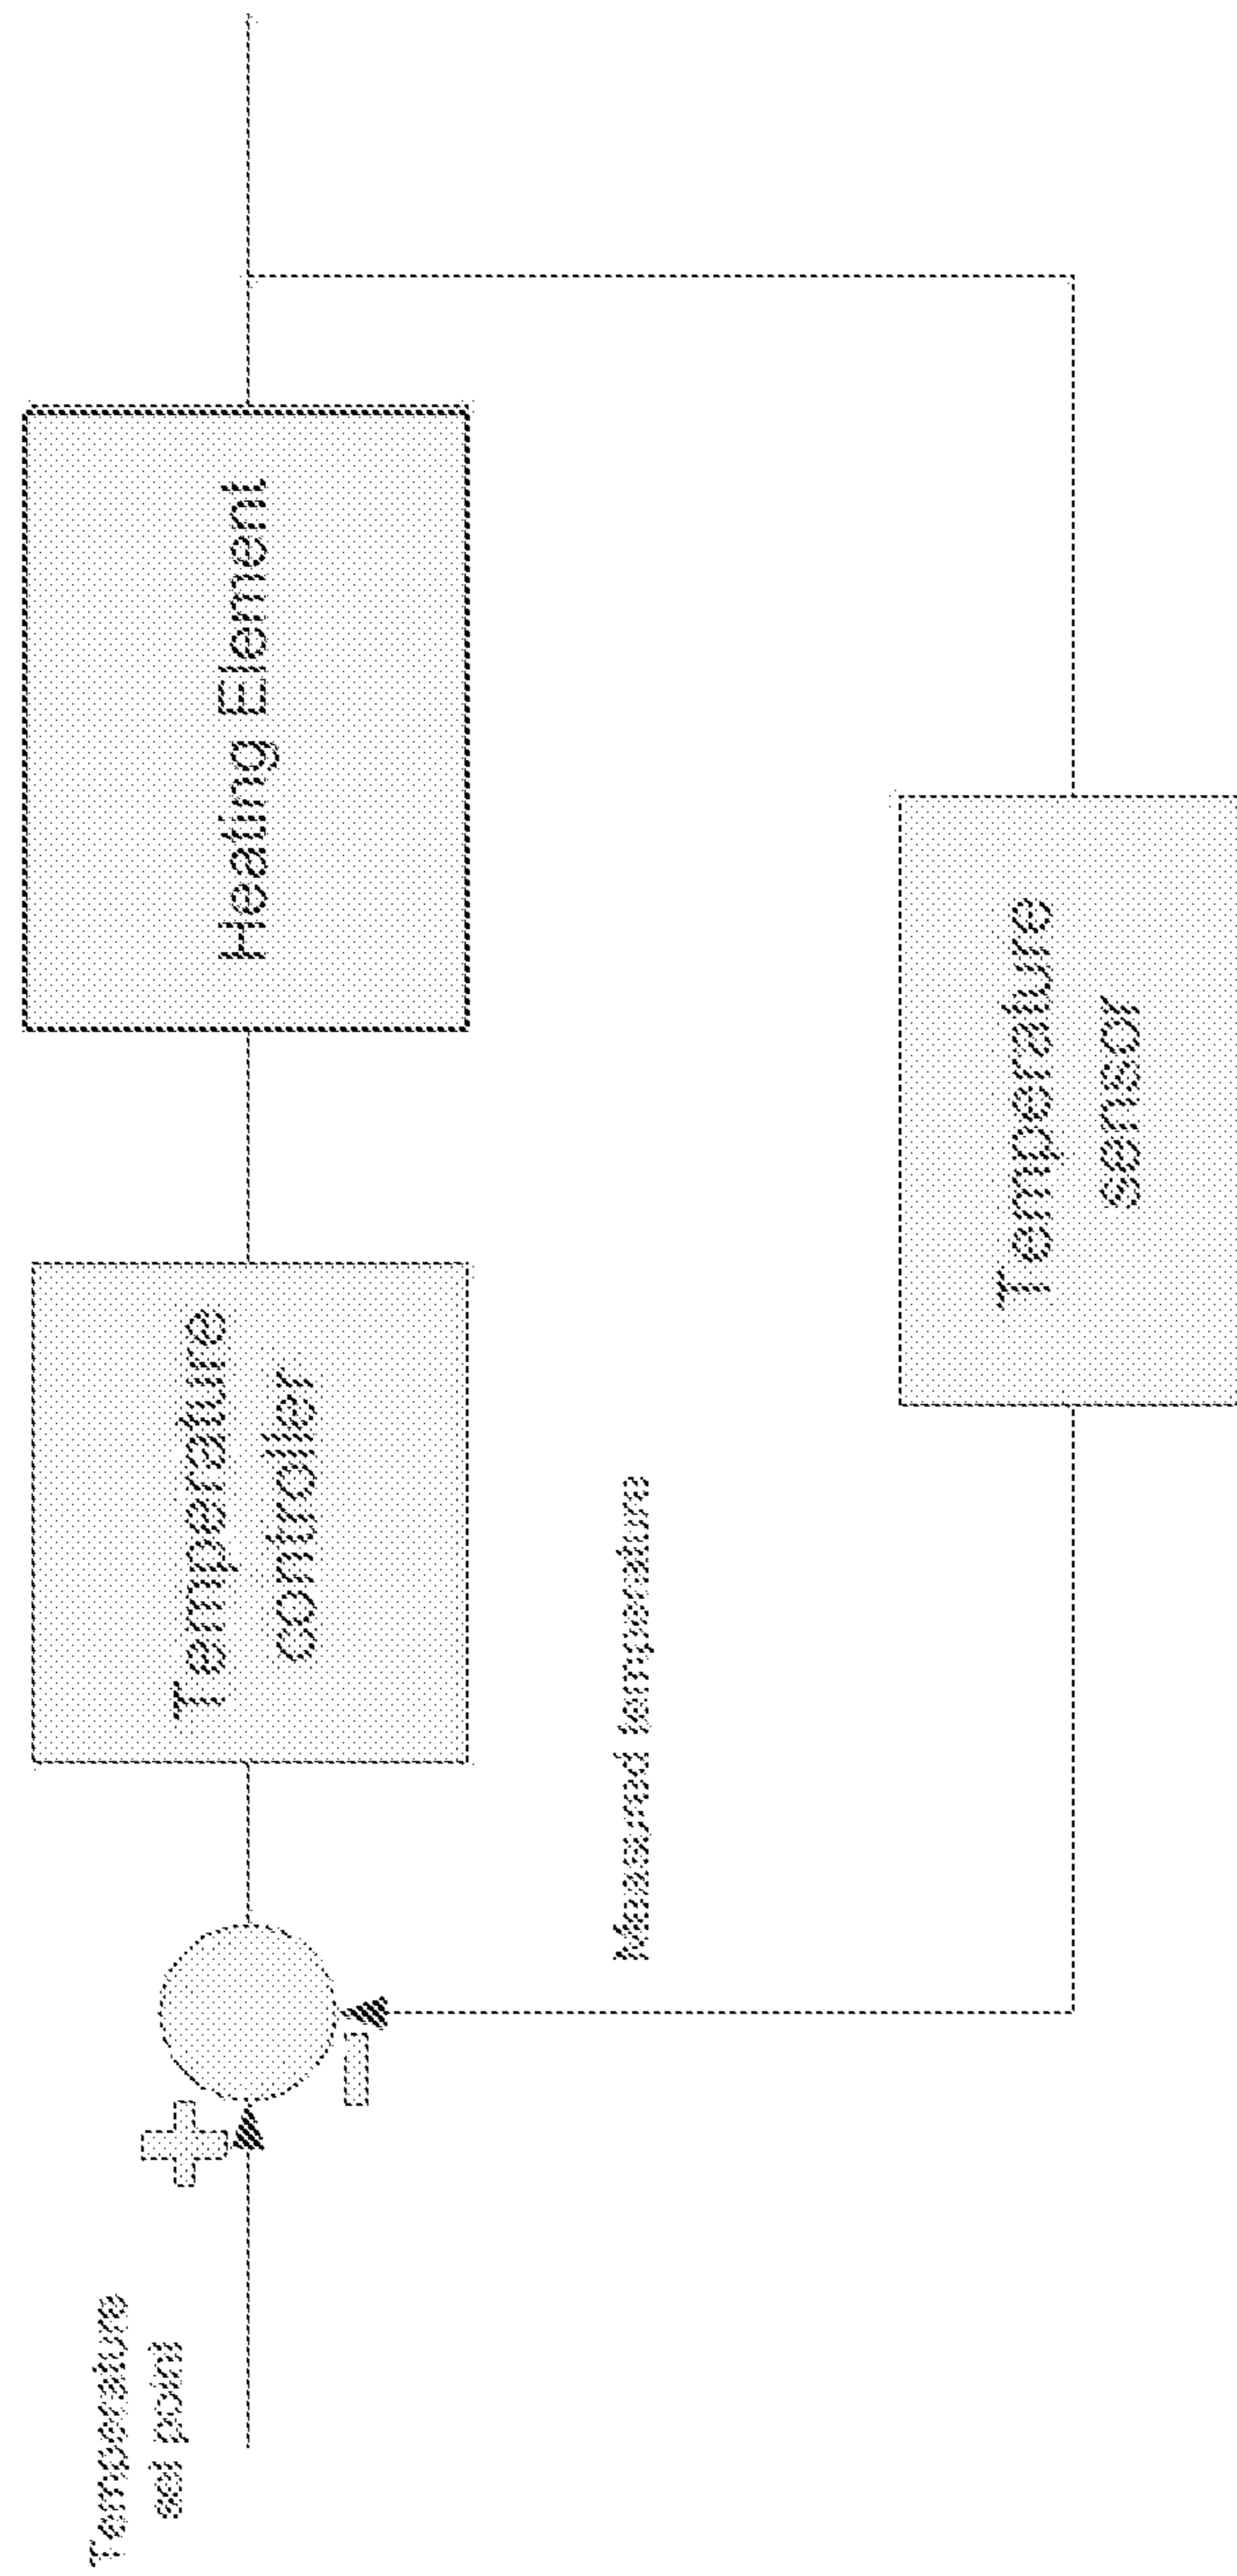 Temperature
set point
+
−
Temperature
controller
Heating Element
Measured temperature
Temperature
sensor